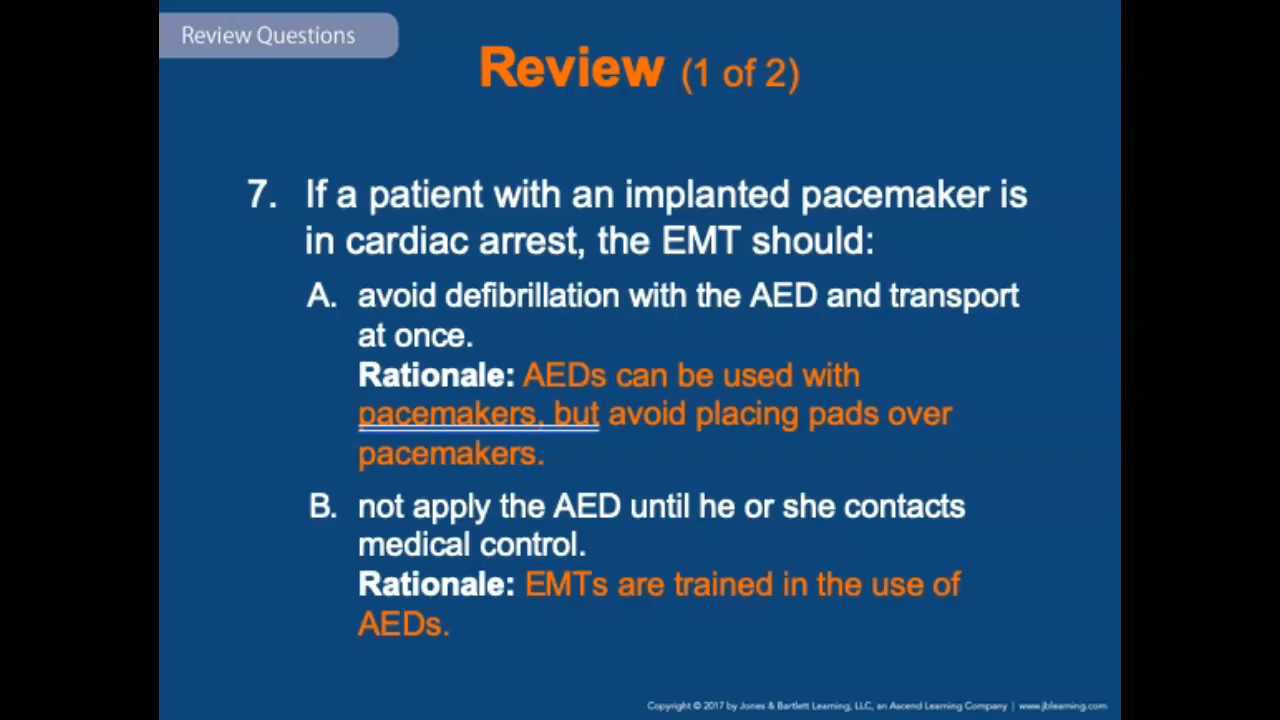 Review Questions
Review (1 of 2)
7. If a patient with an implanted pacemaker is
in cardiac arrest, the EMT should:
A. avoid defibrillation with the AED and transport
at once.
Rationale: AEDs can be used with
pacemakers, but avoid placing pads over
pacemakers.
B. not apply the AED until he or she contacts
medical control.
Rationale: EMTs are trained in the use of
AEDs.
Copyright © 2017 by Jones & Bartlett Learning, LLC, an Ascend Learning Company | www.jblearning.com